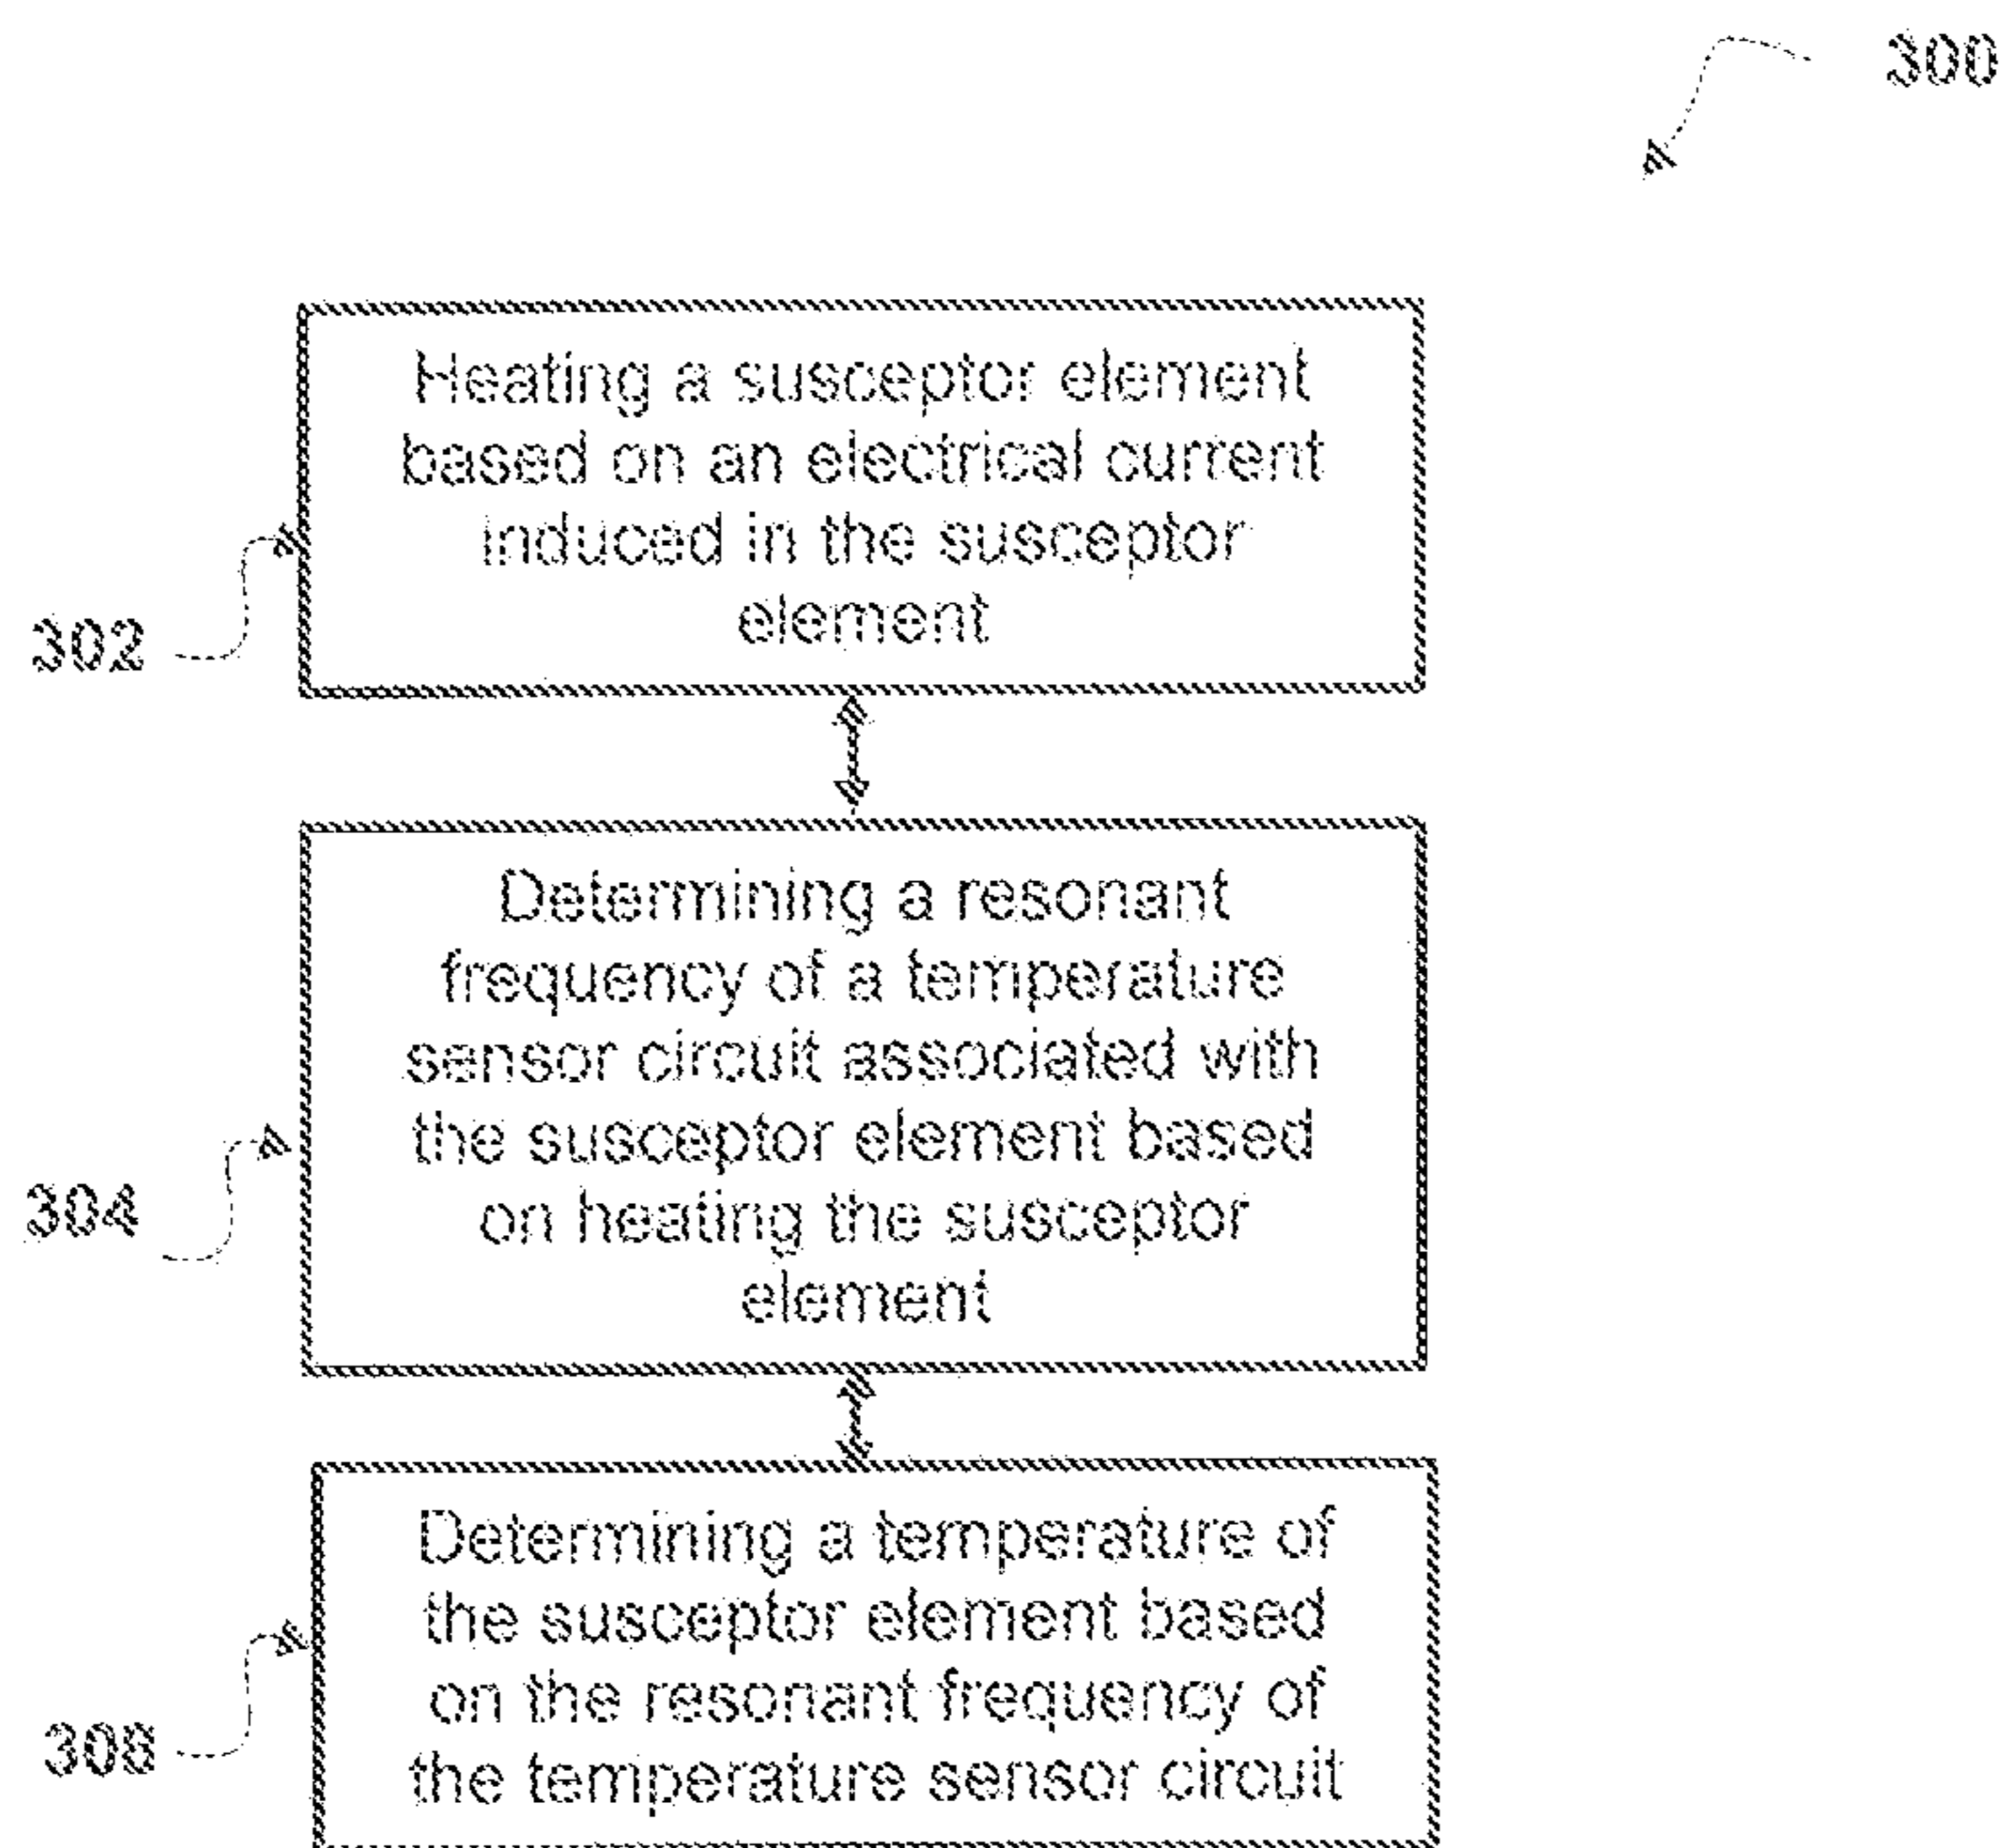 300
Heating a susceptor element
based on an electrical current
induced in the susceptor
element
302
Determining a resonant
frequency of a temperature
sensor circuit associated with
the susceptor element based
on heating the susceptor
element
304
Determining a temperature of
the susceptor element based
on the resonant frequency of
the temperature sensor circuit
308